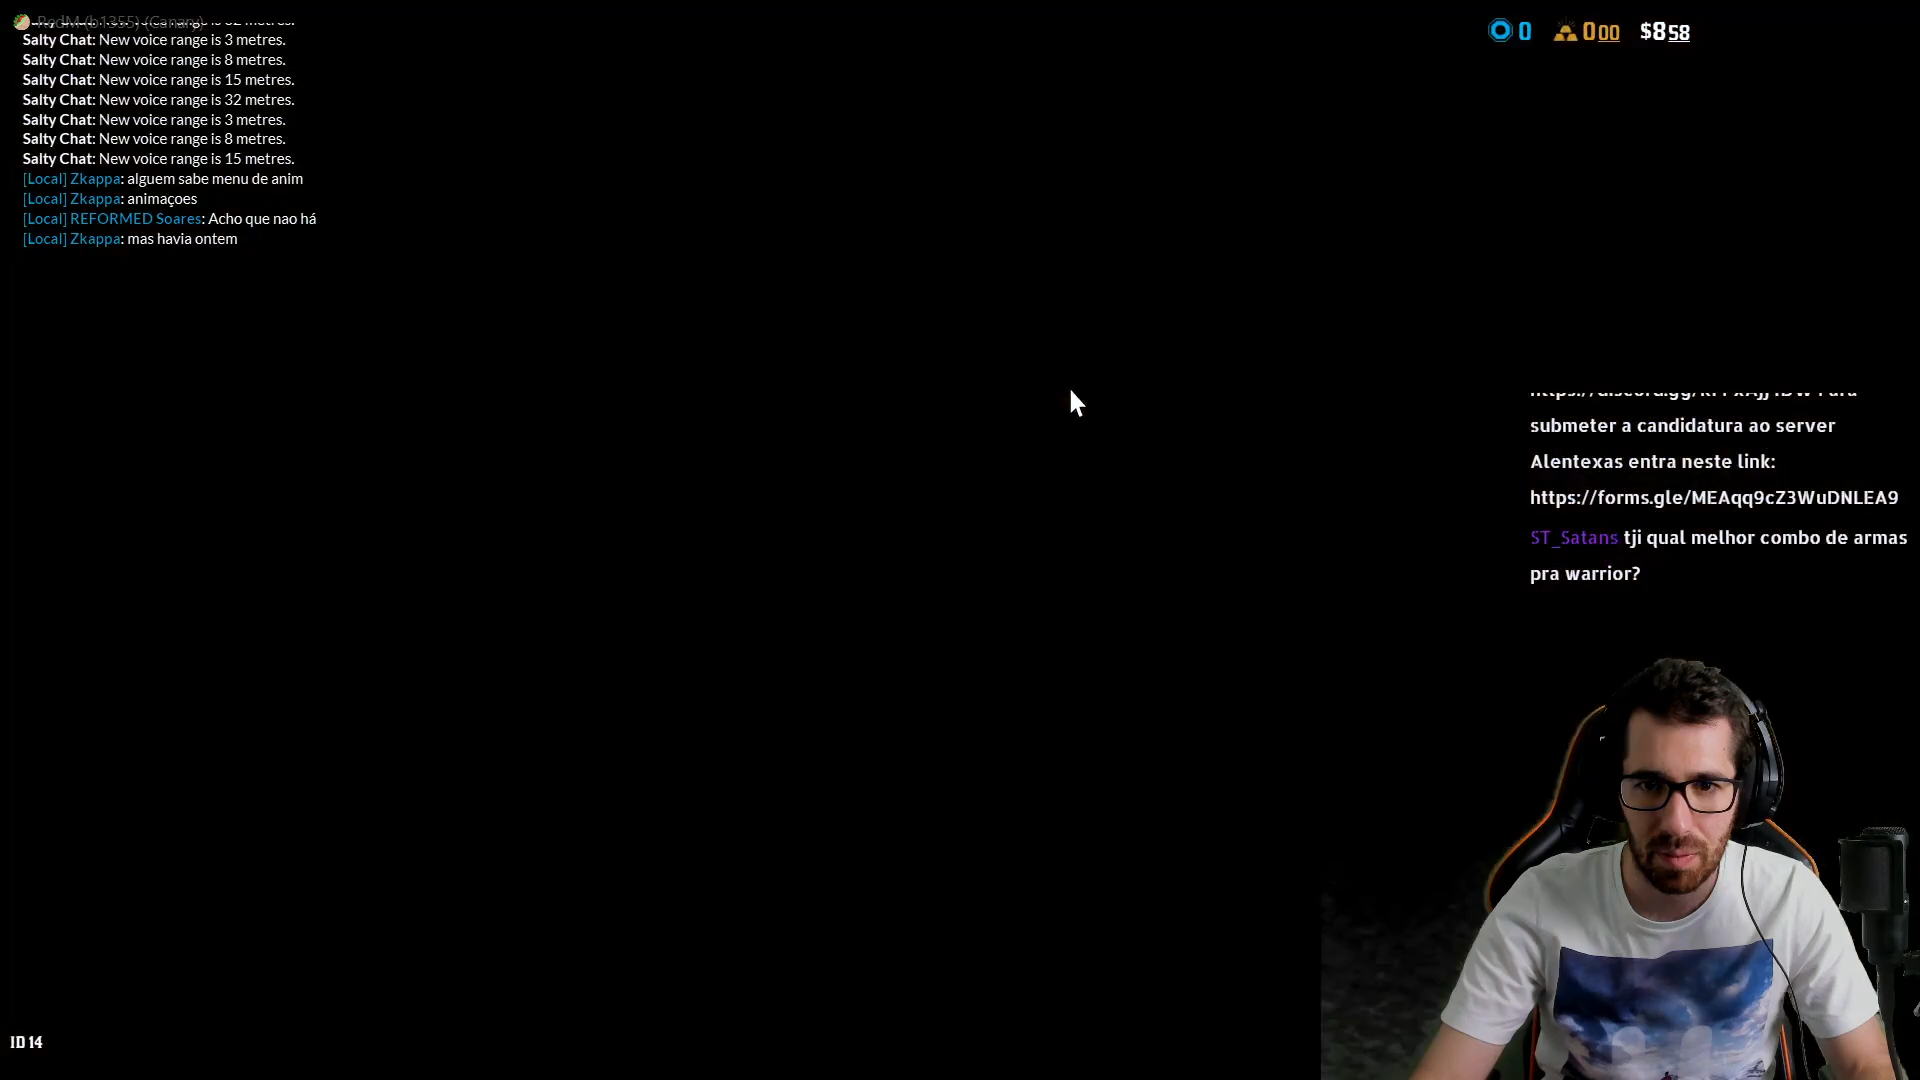 RedM (b1355) (Canary)
Salty Chat: New voice range is 3 metres.
Salty Chat: New voice range is 8 metres.
Salty Chat: New voice range is 15 metres.
Salty Chat: New voice range is 32 metres.
Salty Chat: New voice range is 3 metres.
Salty Chat: New voice range is 8 metres.
Salty Chat: New voice range is 15 metres.
[Local] Zkappa: alguem sabe menu de anim
[Local] Zkappa: animaçoes
[Local] REFORMED Soares: Acho que nao há
[Local] Zkappa: mas havia ontem
0 000 $858
submeter a candidatura ao server
Alentexas entra neste link:
https://forms.gle/MEAqq9cZ3WuDNLEA9
ST_Satans tji qual melhor combo de armas
pra warrior?
ID 14